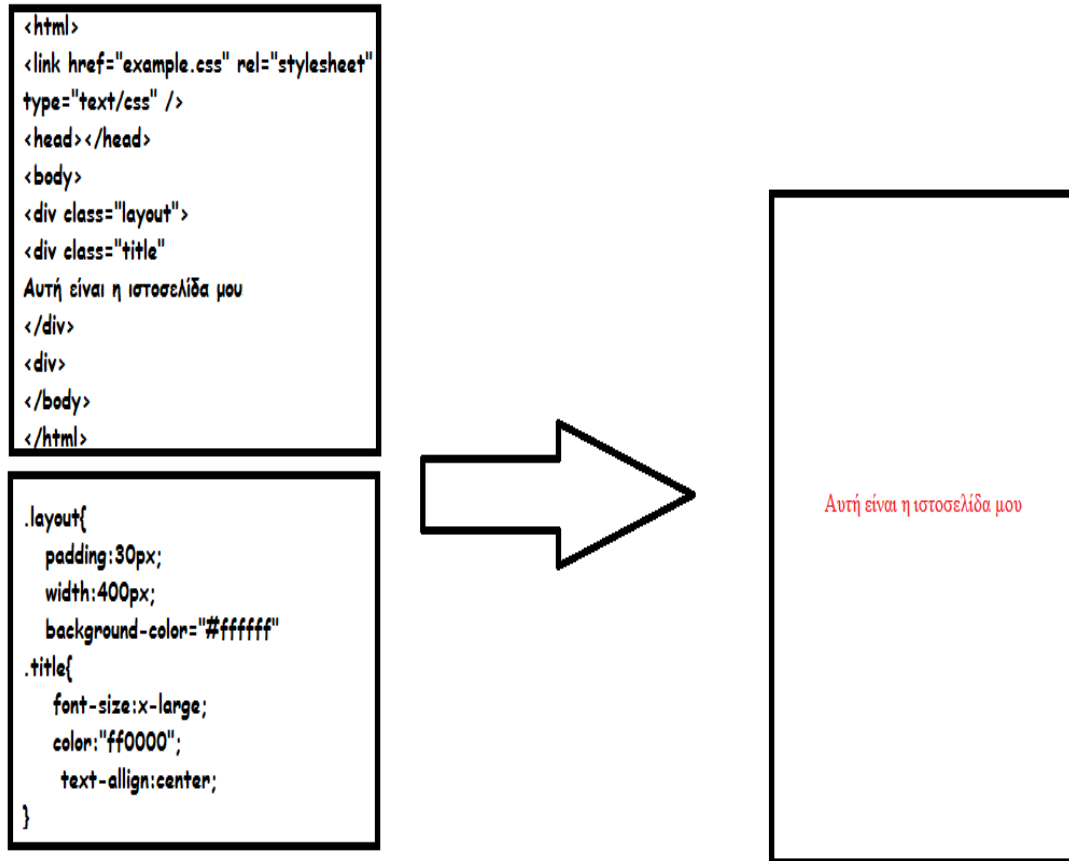 <html>
<link href="example.css" rel="stylesheet"
type="text/css" />
<head></head>
<body>
<div class="layout">
<div class="title"
Αυτή είναι η ιστοσελίδα μου
</div>
<div>
</body>
</html>
.layout{
padding:30px;
width:400px;
background-color="#ffffff"
.title{
font-size:x-large;
color:"ff0000";
text-allign:center;
}
Αυτή είναι η ιστοσελίδα μου